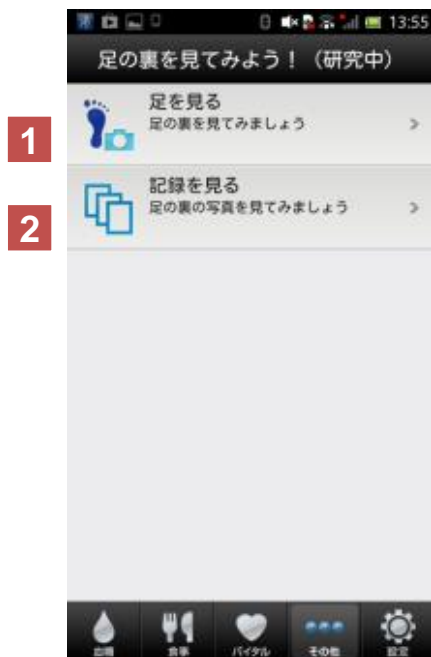 13:55
足の裏を見てみよう！（研究中）
1
足を見る
足の裏を見てみましょう
2
記録を見る
足の裏の写真を見てみましょう
血糖
食事
バイタル
その他
設定